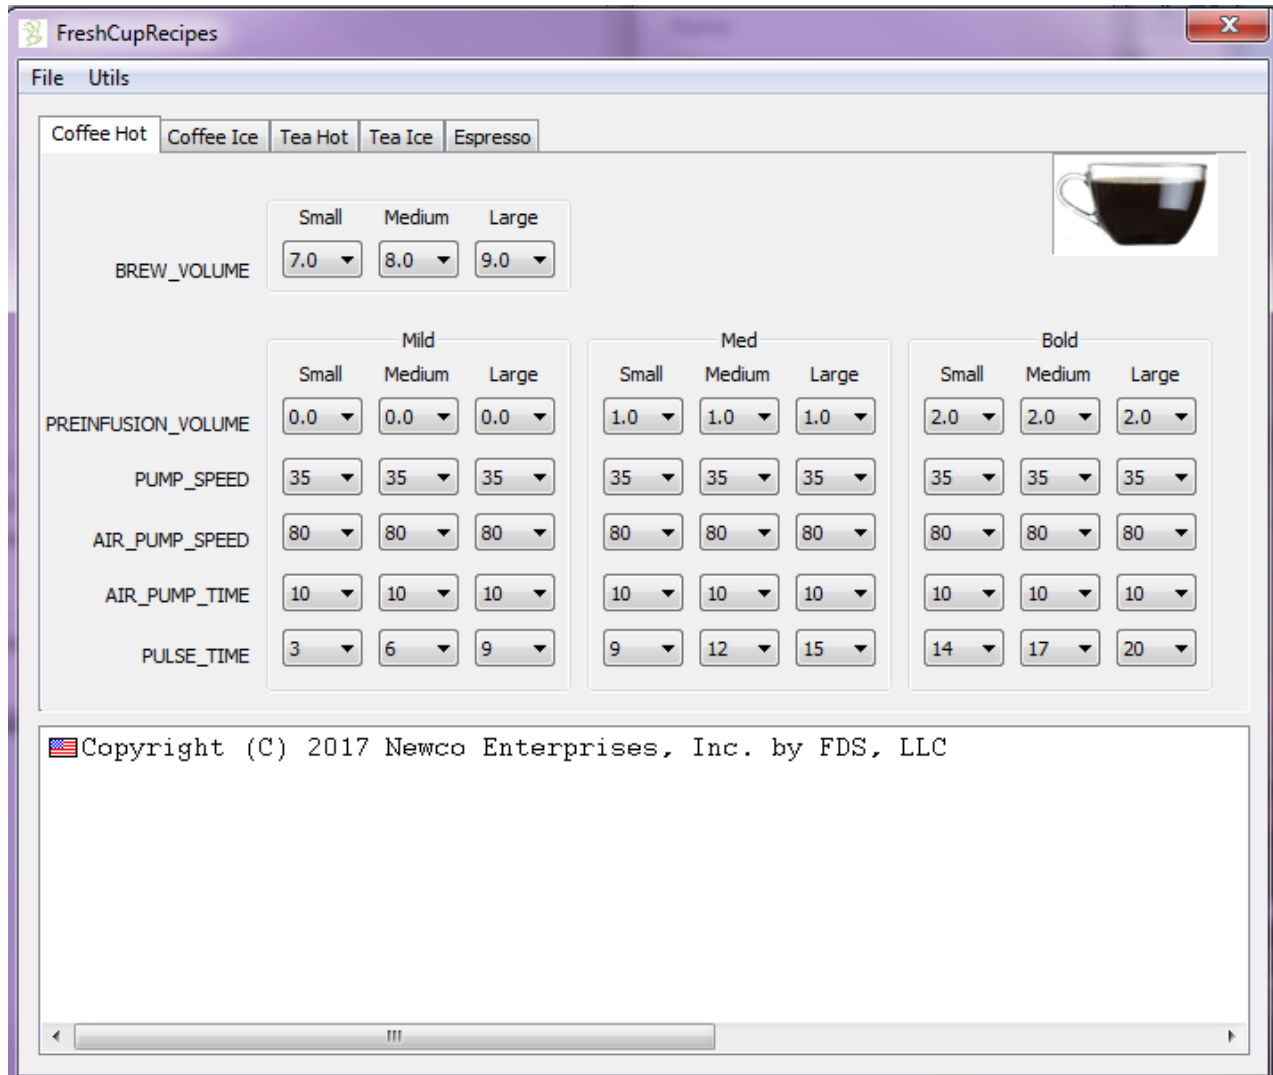 FreshCupRecipes
File Utils
Coffee Hot Coffee Ice Tea Hot Tea Ice Espresso
Small Medium Large
BREW_VOLUME 7.0 8.0 9.0
Mild Med Bold
Small Medium Large Small Medium Large Small Medium Large
PREINFUSION_VOLUME 0.0 0.0 0.0 1.0 1.0 1.0 2.0 2.0 2.0
PUMP_SPEED 35 35 35 35 35 35 35 35 35
AIR_PUMP_SPEED 80 80 80 80 80 80 80 80 80
AIR_PUMP_TIME 10 10 10 10 10 10 10 10 10
PULSE_TIME 3 6 9 9 12 15 14 17 20
Copyright (C) 2017 Newco Enterprises, Inc. by FDS, LLC